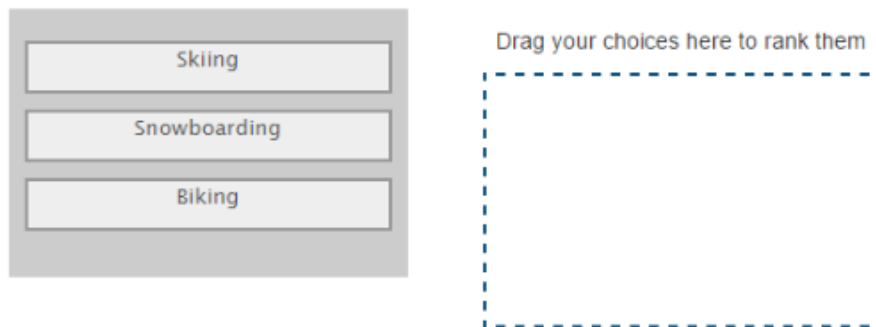 Skiing
Snowboarding
Biking
Drag your choices here to rank them